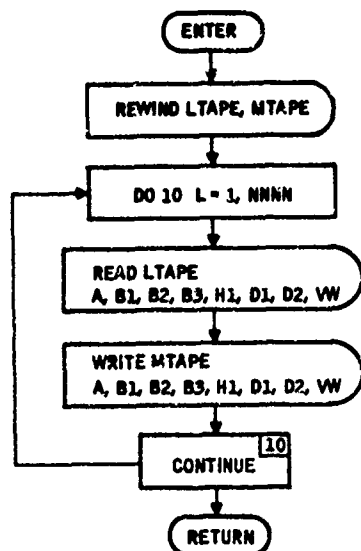 ENTER
REWIND LTAPE, MTAPE
DO 10 L = 1, NNNN
READ LTAPE
A, B1, B2, B3, H1, D1, D2, VW
WRITE MTAPE
A, B1, B2, B3, H1, D1, D2, VW
10
CONTINUE
RETURN